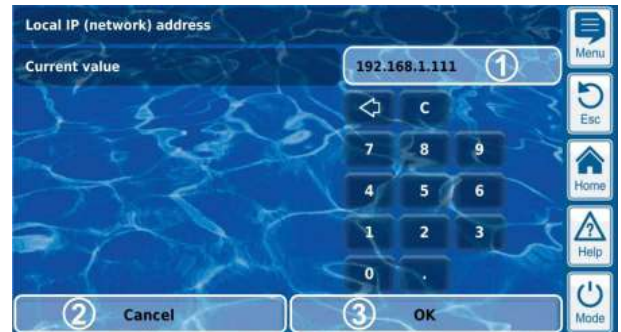 Local IP (network) address
Menu
Current value
192.168.1.111 1
C
Esc
7 8 9
4 5 6
Home
1 2 3
? Help
0 .
2 Cancel
3 OK
Mode